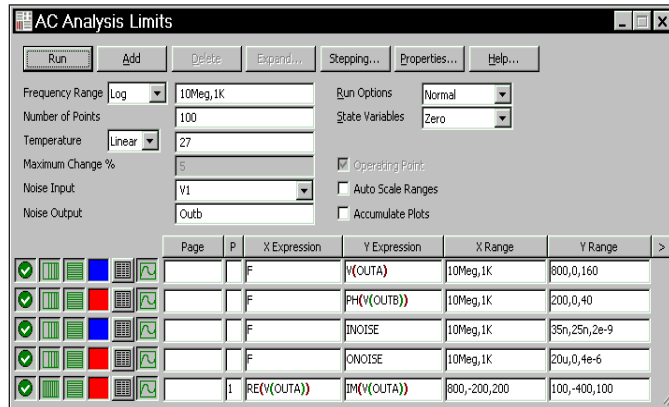 AC Analysis Limits
Run Add Delete Expand... Stepping... Properties... Help...
Frequency Range Log 10Meg,1K Run Options Normal
Number of Points 100 State Variables Zero
Temperature Linear 27
Maximum Change % 5 Operating Point
Noise Input V1 Auto Scale Ranges
Noise Output Outb Accumulate Plots
Page P X Expression Y Expression X Range Y Range >
F V(OUTA) 10Meg,1K 800,0,160
F PH(V(OUTB)) 10Meg,1K 200,0,40
F INOISE 10Meg,1K 35n,25n,2e-9
F ONOISE 10Meg,1K 20u,0,4e-6
1 RE(V(OUTA)) IM(V(OUTA)) 800,-200,200 100,-400,100